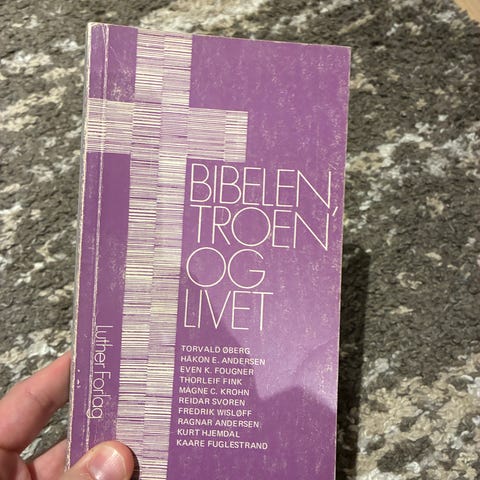 BIBELEN,
TROEN
OG
LIVET
TORVALD ØBERG
HÅKON E. ANDERSEN
EVEN K. FOUGNER
THORLEIF FINK
MAGNE C. KROHN
REIDAR SVOREN
FREDRIK WISLØFF
RAGNAR ANDERSEN
KURT HJEMDAL
KAARE FUGLESTRAND
Luther Forlag